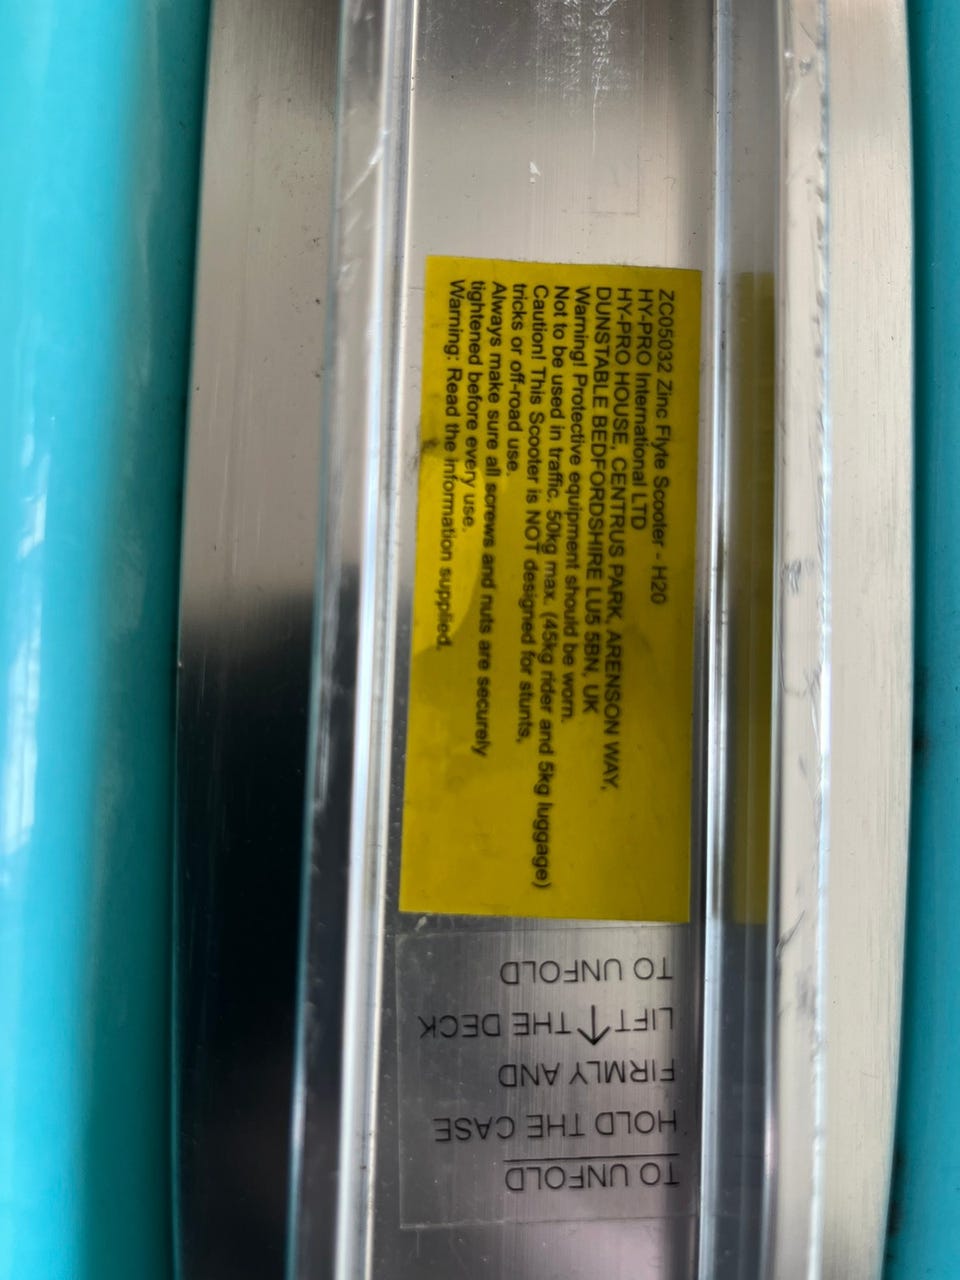 ZC05032 Zinc Flyte Scooter - H20
HY-PRO International LTD
HY-PRO HOUSE, CENTRUS PARK, ARENSON WAY,
DUNSTABLE BEDFORDSHIRE LU5 5BN, UK
Warning! Protective equipment should be worn.
Not to be used in traffic. 50kg max. (45kg rider and 5kg luggage)
Caution! This Scooter is NOT designed for stunts,
tricks or off-road use.
Always make sure all screws and nuts are securely
tightened before every use.
Warning: Read the information supplied.
TO UNFOLD
HOLD THE CASE
FIRMLY AND
LIFT ↑ THE DECK
TO UNFOLD